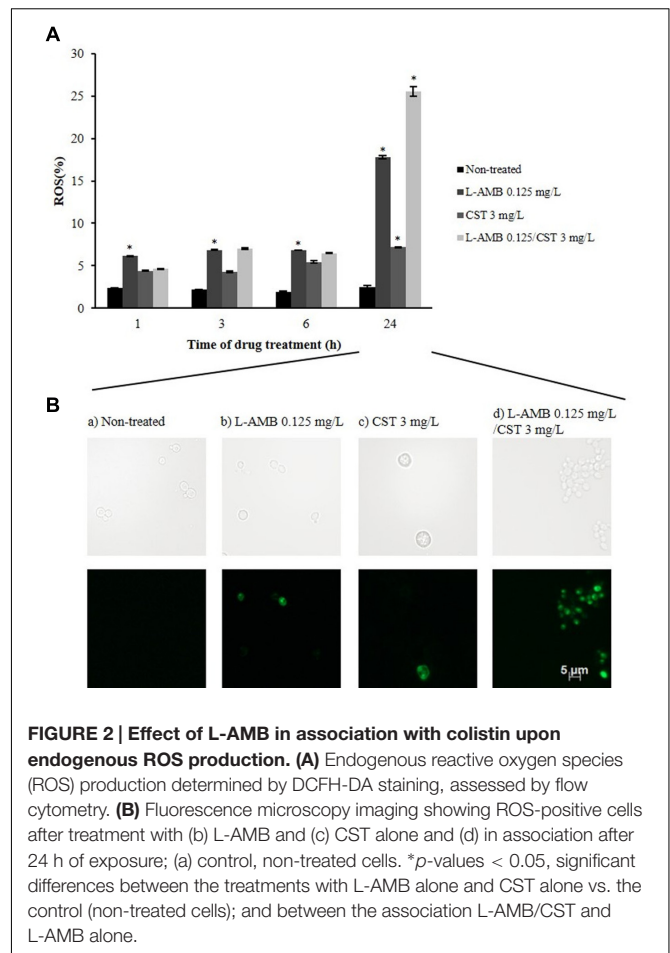 A
30
25
20
15
10
5
0
ROS(%)
*
*
*
*
*
*
1
3
6
24
Time of drug treatment (h)
Non-treated
L-AMB 0.125 mg/L
CST 3 mg/L
L-AMB 0.125/CST 3 mg/L
B
a) Non-treated
b) L-AMB 0.125 mg/L
c) CST 3 mg/L
d) L-AMB 0.125 mg/L
/CST 3 mg/L
5 µm
FIGURE 2 | Effect of L-AMB in association with colistin upon
endogenous ROS production. (A) Endogenous reactive oxygen species
(ROS) production determined by DCFH-DA staining, assessed by flow
cytometry. (B) Fluorescence microscopy imaging showing ROS-positive cells
after treatment with (b) L-AMB and (c) CST alone and (d) in association after
24 h of exposure; (a) control, non-treated cells. *p-values < 0.05, significant
differences between the treatments with L-AMB alone and CST alone vs. the
control (non-treated cells); and between the association L-AMB/CST and
L-AMB alone.